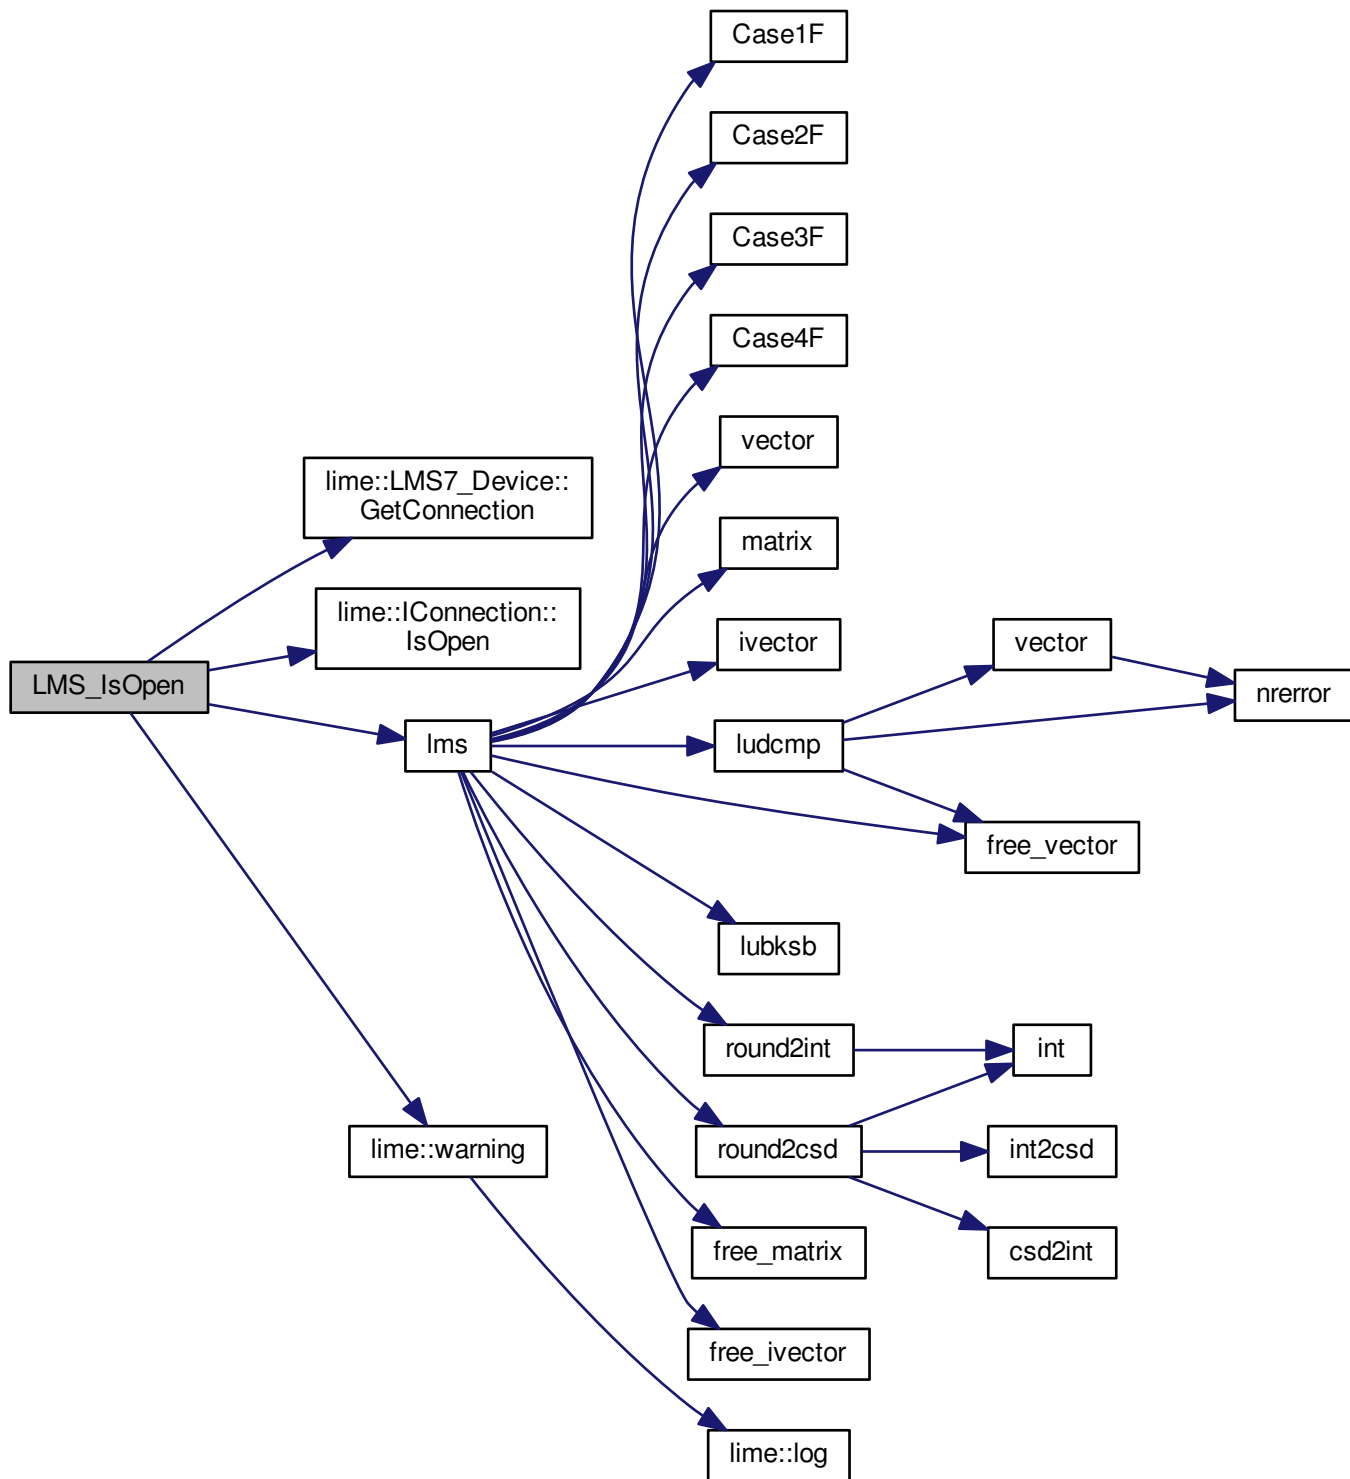 Case1F
Case2F
Case3F
Case4F
vector
lime::LMS7_Device::
GetConnection
matrix
lime::IConnection::
IsOpen
ivector
vector
LMS_IsOpen
nrerror
lms
ludcmp
free_vector
lubksb
round2int
int
lime::warning
round2csd
int2csd
free_matrix
csd2int
free_ivector
lime::log